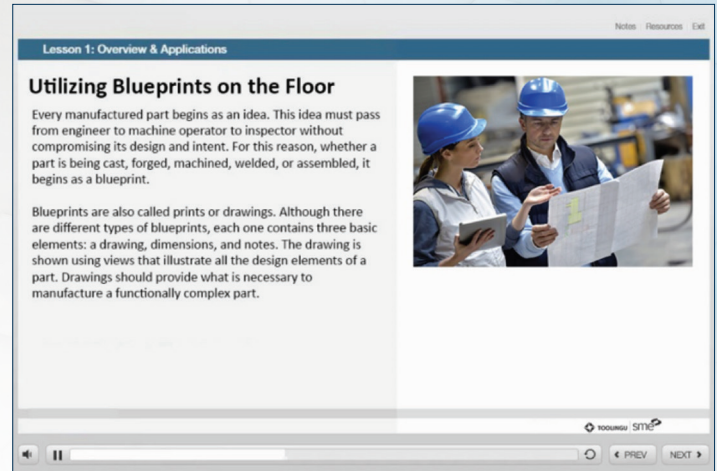 Notes Resources Exit
Lesson 1: Overview & Applications
Utilizing Blueprints on the Floor
Every manufactured part begins as an idea. This idea must pass
from engineer to machine operator to inspector without
compromising its design and intent. For this reason, whether a
part is being cast, forged, machined, welded, or assembled, it
begins as a blueprint.
Blueprints are also called prints or drawings. Although there
are different types of blueprints, each one contains three basic
elements: a drawing, dimensions, and notes. The drawing is
shown using views that illustrate all the design elements of a
part. Drawings should provide what is necessary to
manufacture a functionally complex part.
TOOLINGU sme
PREV NEXT